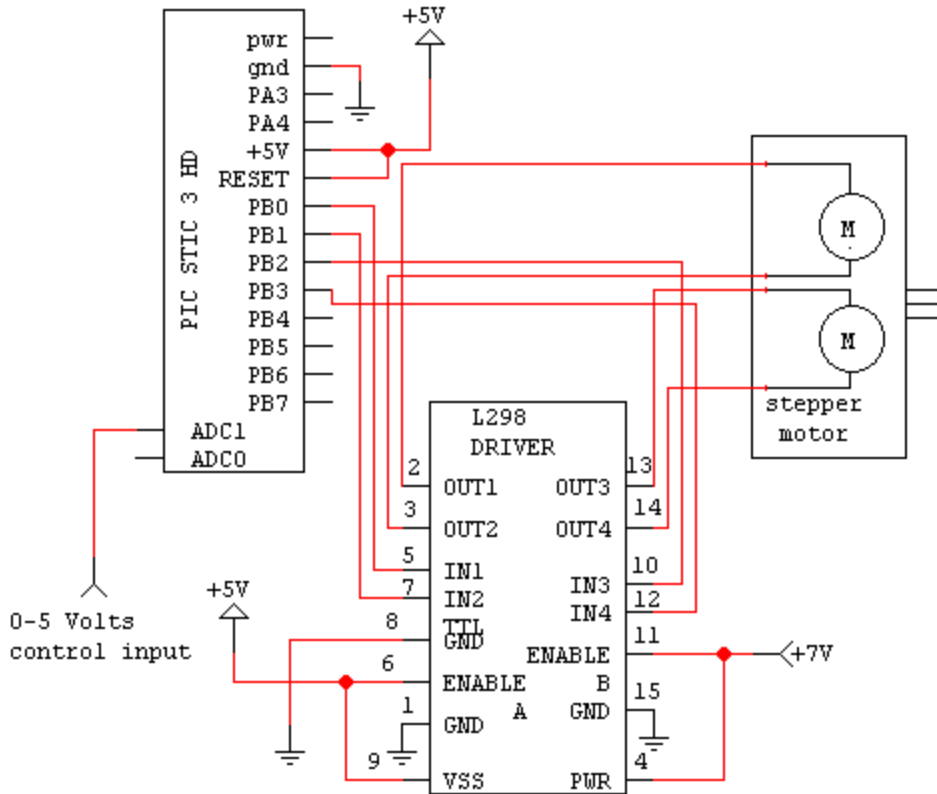 +5V
pwr
gnd
PA3
PA4
+5V
RESET
PB0
PB1
PB2
PB3
PB4
PB5
PB6
PB7
PIC STIC 3 HD
ADC1
ADC0
M
M
stepper
motor
L298
DRIVER
2
13
OUT1
OUT3
3
14
OUT2
OUT4
5
10
IN1
IN3
7
12
IN2
IN4
8
TTL
GND
11
6
ENABLE
ENABLE
B
A
1
15
GND
GND
9
4
VSS
PWR
+5V
+7V
0-5 Volts
control input